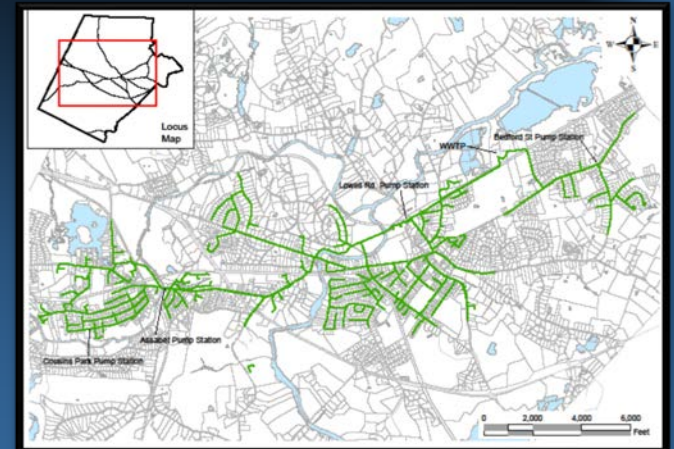 Locus
Map
N
W E
S
Bedford St Pump Station
WWTP
Lowell Rd. Pump Station
Assabet Pump Station
Cousins Park Pump Station
0 2,000 4,000 6,000
Feet